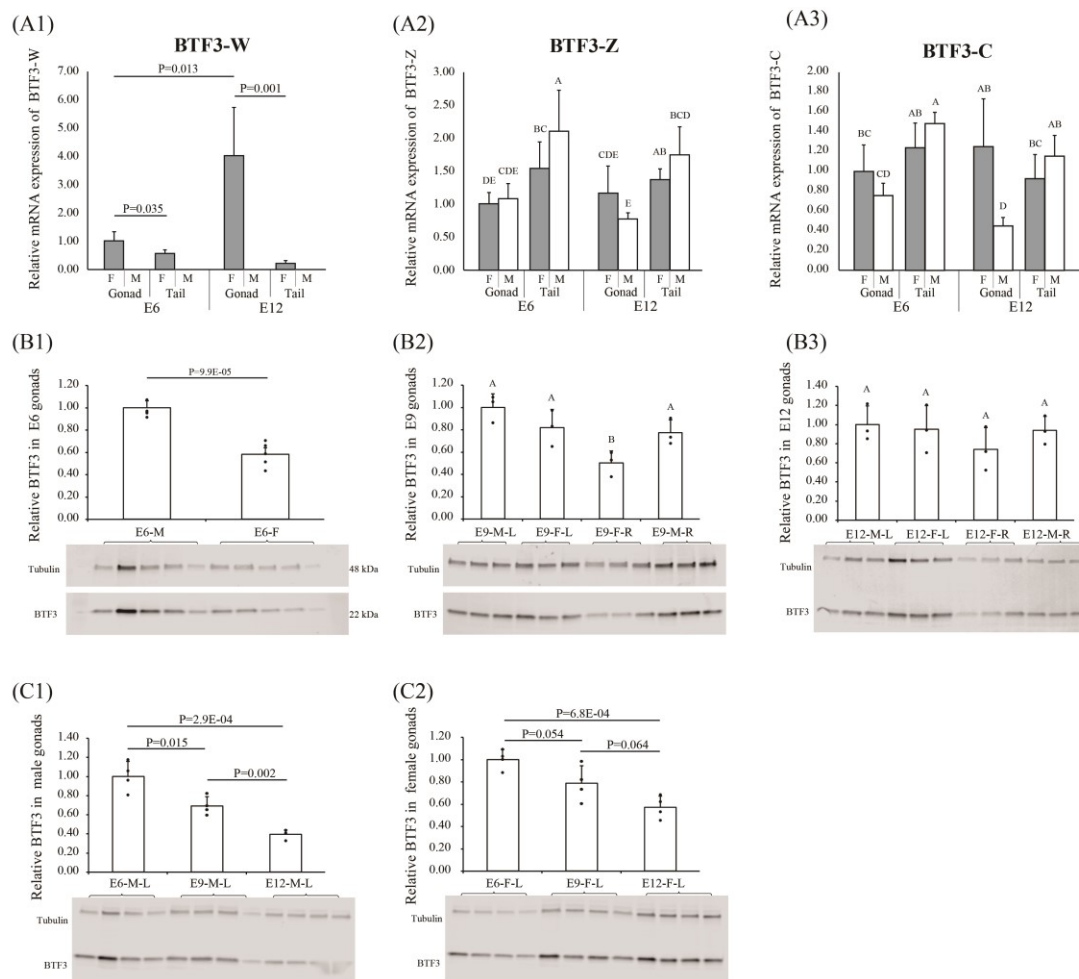 (A1)
BTF3-W
Relative mRNA expression of BTF3-W
7.00
6.00
5.00
4.00
3.00
2.00
1.00
0.00
P=0.013
P=0.001
P=0.035
F M F M F M F M
Gonad Tail Gonad Tail
E6 E12
(A2)
BTF3-Z
Relative mRNA expression of BTF3-Z
3.00
2.50
2.00
1.50
1.00
0.50
0.00
DE CDE BC A CDE E AB BCD
F M F M F M F M
Gonad Tail Gonad Tail
E6 E12
(A3)
BTF3-C
Relative mRNA expression of BTF3-C
2.00
1.80
1.60
1.40
1.20
1.00
0.80
0.60
0.40
0.20
0.00
BC CD AB A AB D BC AB
F M F M F M F M
Gonad Tail Gonad Tail
E6 E12
(B1)
Relative BTF3 in E6 gonads
1.20
1.00
0.80
0.60
0.40
0.20
0.00
P=9.9E-05
E6-M E6-F
Tubulin 48 kDa
BTF3 22 kDa
(B2)
Relative BTF3 in E9 gonads
1.20
1.00
0.80
0.60
0.40
0.20
0.00
A A B A
E9-M-L E9-F-L E9-F-R E9-M-R
Tubulin
BTF3
(B3)
Relative BTF3 in E12 gonads
1.40
1.20
1.00
0.80
0.60
0.40
0.20
0.00
A A A A
E12-M-L E12-F-L E12-F-R E12-M-R
Tubulin
BTF3
(C1)
Relative BTF3 in male gonads
1.40
1.20
1.00
0.80
0.60
0.40
0.20
0.00
P=2.9E-04
P=0.015
P=0.002
E6-M-L E9-M-L E12-M-L
Tubulin
BTF3
(C2)
Relative BTF3 in female gonads
1.20
1.00
0.80
0.60
0.40
0.20
0.00
P=6.8E-04
P=0.054
P=0.064
E6-F-L E9-F-L E12-F-L
Tubulin
BTF3